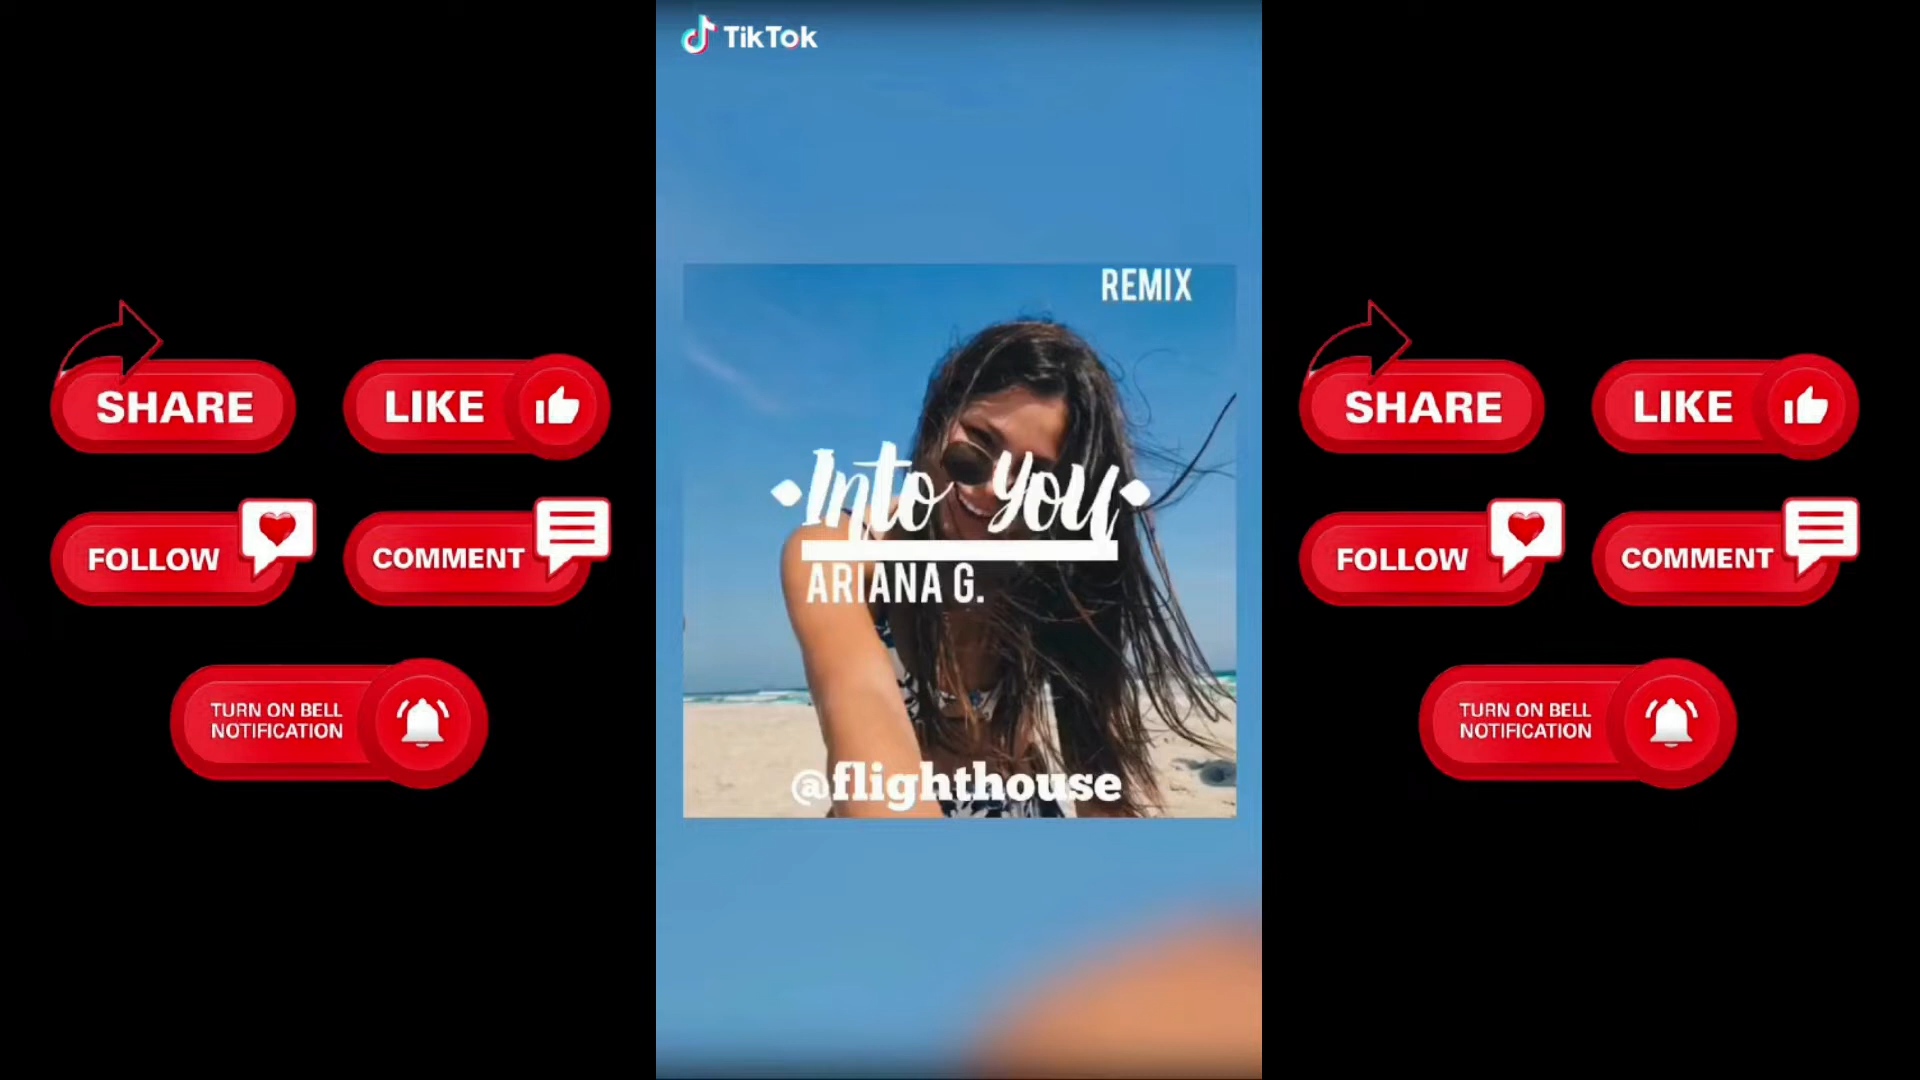 TikTok
REMIX
Into You
ARIANA G.
@flighthouse
SHARE
LIKE
FOLLOW
COMMENT
TURN ON BELL
NOTIFICATION
SHARE
LIKE
FOLLOW
COMMENT
TURN ON BELL
NOTIFICATION